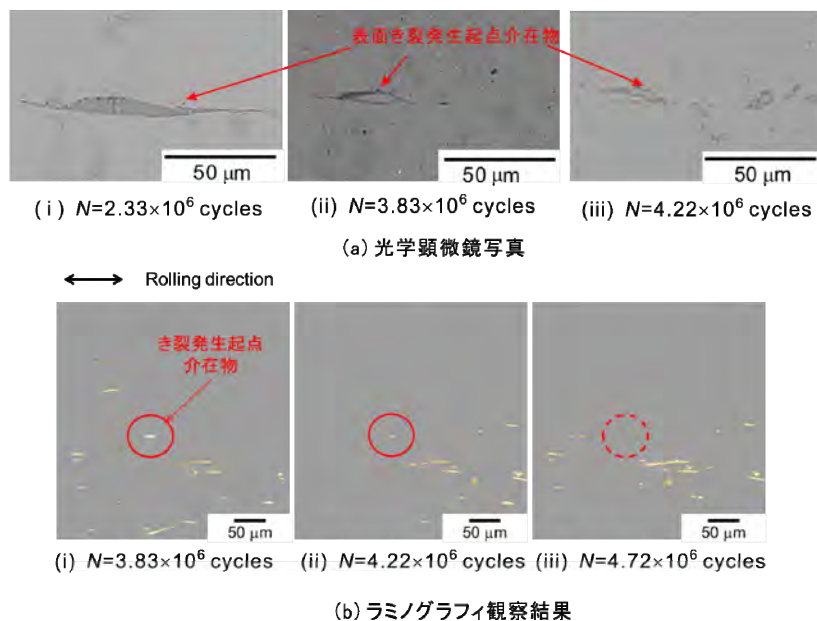 表面き裂発生起点介在物
50 μm
50 μm
50 μm
(i) N=2.33×10⁶ cycles
(ii) N=3.83×10⁶ cycles
(iii) N=4.22×10⁶ cycles
(a) 光学顕微鏡写真
Rolling direction
き裂発生起点
介在物
50 μm
50 μm
50 μm
(i) N=3.83×10⁶ cycles
(ii) N=4.22×10⁶ cycles
(iii) N=4.72×10⁶ cycles
(b) ラミノグラフィ観察結果